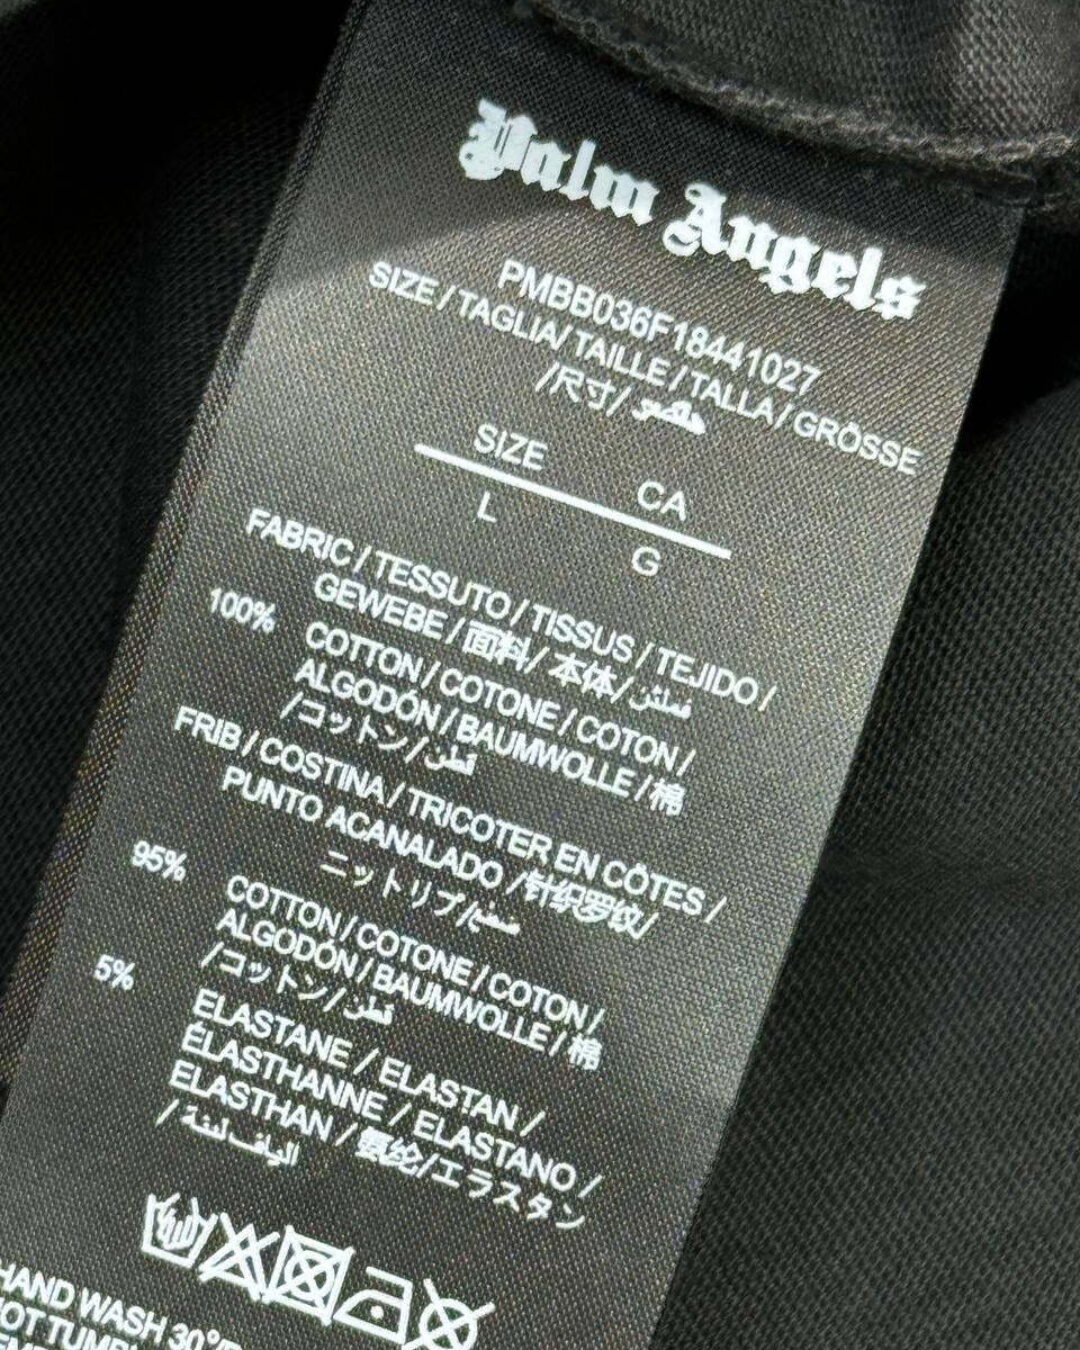 Palm Angels
PMBB036F18441027
SIZE / TAGLIA / TAILLE / TALLA / GRÖSSE
/尺寸/
SIZE CA
L G
FABRIC / TESSUTO / TISSUS / TEJIDO /
GEWEBE / 面料 / 本体 /
100% COTTON / COTONE / COTON /
ALGODÓN / BAUMWOLLE / 棉
/コットン/قطن
FRIB / COSTINA / TRICOTER EN CÔTES /
PUNTO ACANALADO / 针织罗纹/
ニットリブ/
95% COTTON / COTONE / COTON /
ALGODÓN / BAUMWOLLE / 棉
/コットン/قطن
5% ELASTANE / ELASTAN /
ÉLASTHANNE / ELASTANO /
ELASTHAN / 氨纶/エラスタン
/
HAND WASH 30°/
NOT TUMBL